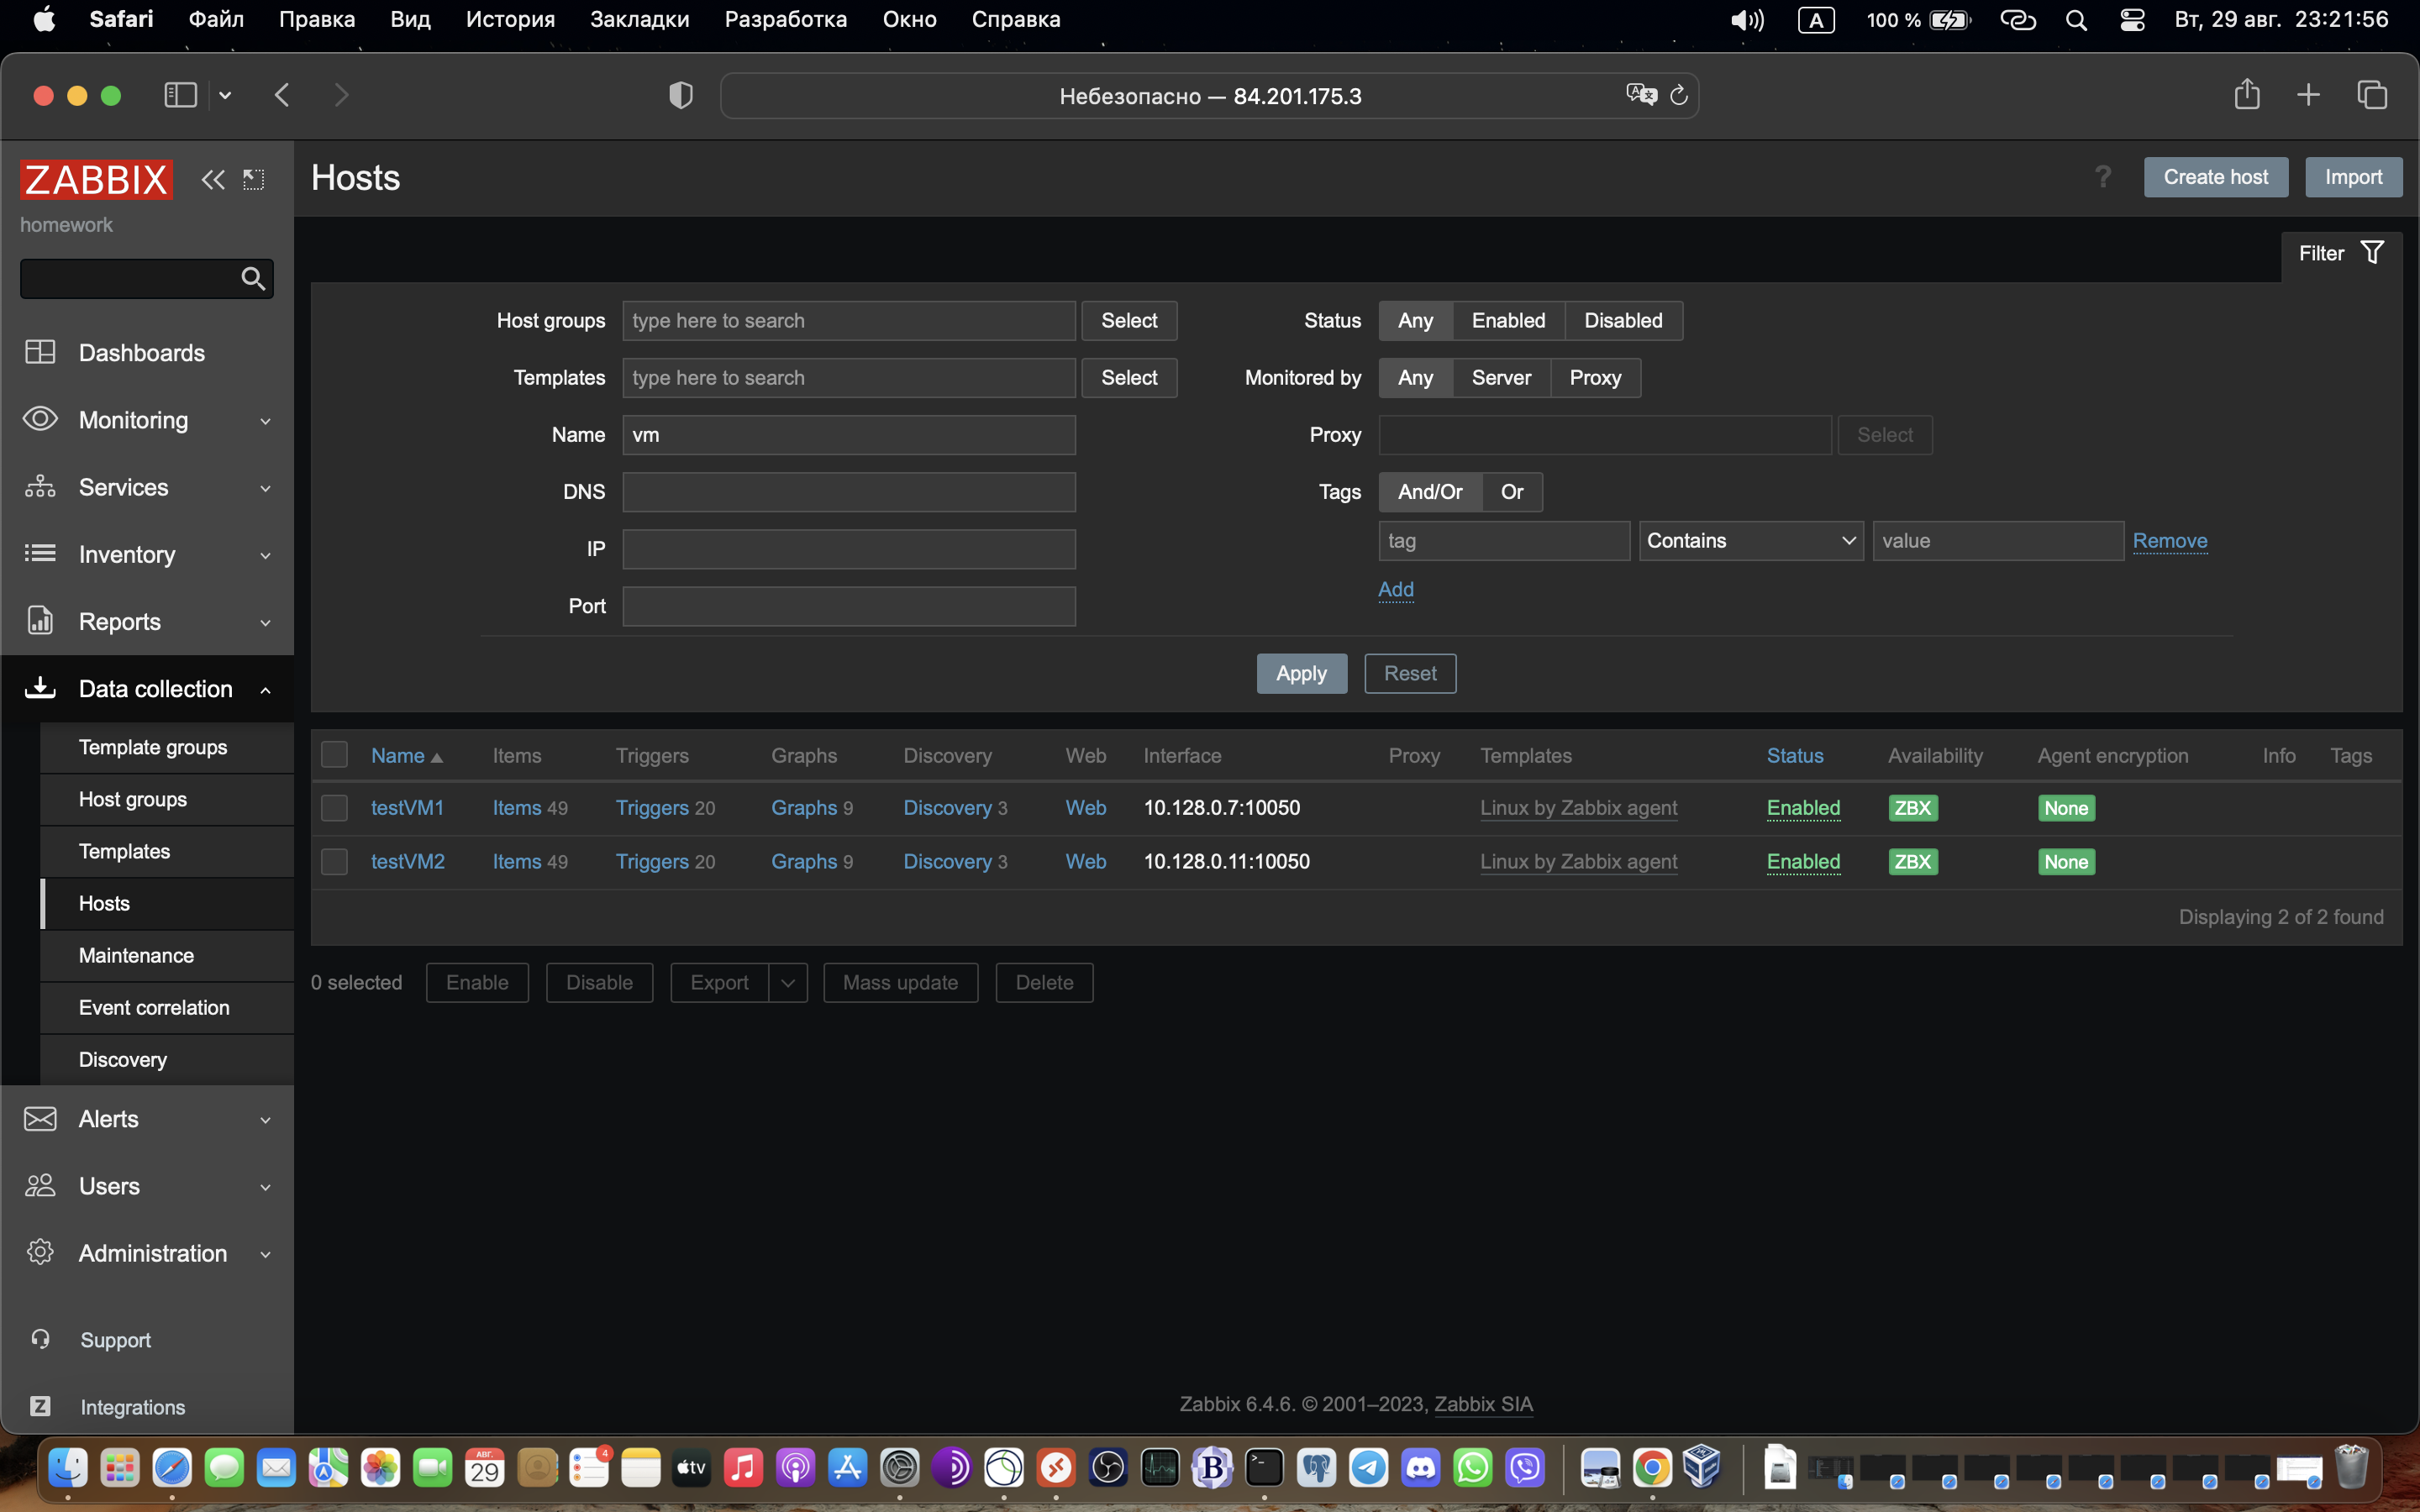 Safari Файл Правка Вид История Закладки Разработка Окно Справка A 100 % Вт, 29 авг. 23:21:56
Небезопасно — 84.201.175.3
ZABBIX
homework
Dashboards
Monitoring
Services
Inventory
Reports
Data collection
Template groups
Host groups
Templates
Hosts
Maintenance
Event correlation
Discovery
Alerts
Users
Administration
Support
Z Integrations
Hosts ? Create host Import
Filter
Host groups type here to search Select Status Any Enabled Disabled
Templates type here to search Select Monitored by Any Server Proxy
Name vm Proxy Select
DNS Tags And/Or Or
tag Contains value Remove
IP
Add
Port
Apply Reset
Name Items Triggers Graphs Discovery Web Interface Proxy Templates Status Availability Agent encryption Info Tags
testVM1 Items 49 Triggers 20 Graphs 9 Discovery 3 Web 10.128.0.7:10050 Linux by Zabbix agent Enabled ZBX None
testVM2 Items 49 Triggers 20 Graphs 9 Discovery 3 Web 10.128.0.11:10050 Linux by Zabbix agent Enabled ZBX None
Displaying 2 of 2 found
0 selected Enable Disable Export Mass update Delete
Zabbix 6.4.6. © 2001–2023, Zabbix SIA
АВГ.
29
4
tv
B